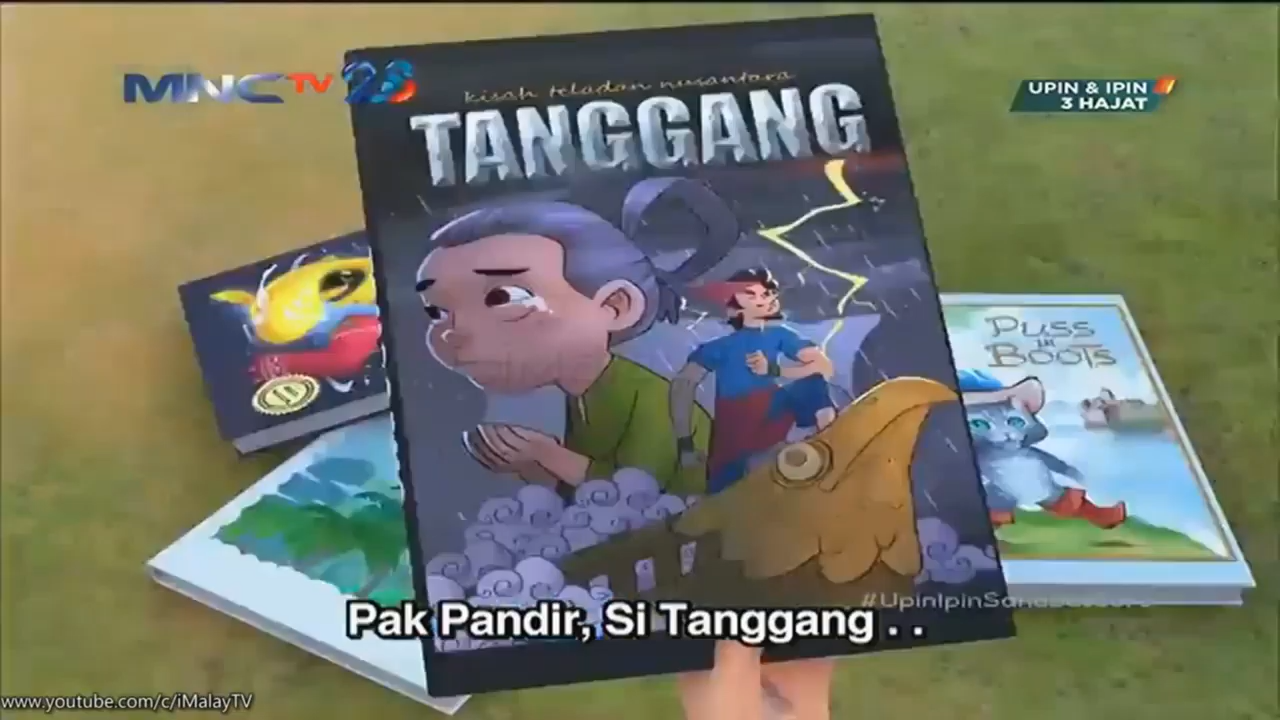 MNCTV 28
UPIN & IPIN
3 HAJAT
kisah teladan nusantara
TANGGANG
PUSS
IN
BOOTS
Pak Pandir, Si Tanggang . .
www.youtube.com/c/iMalayTV